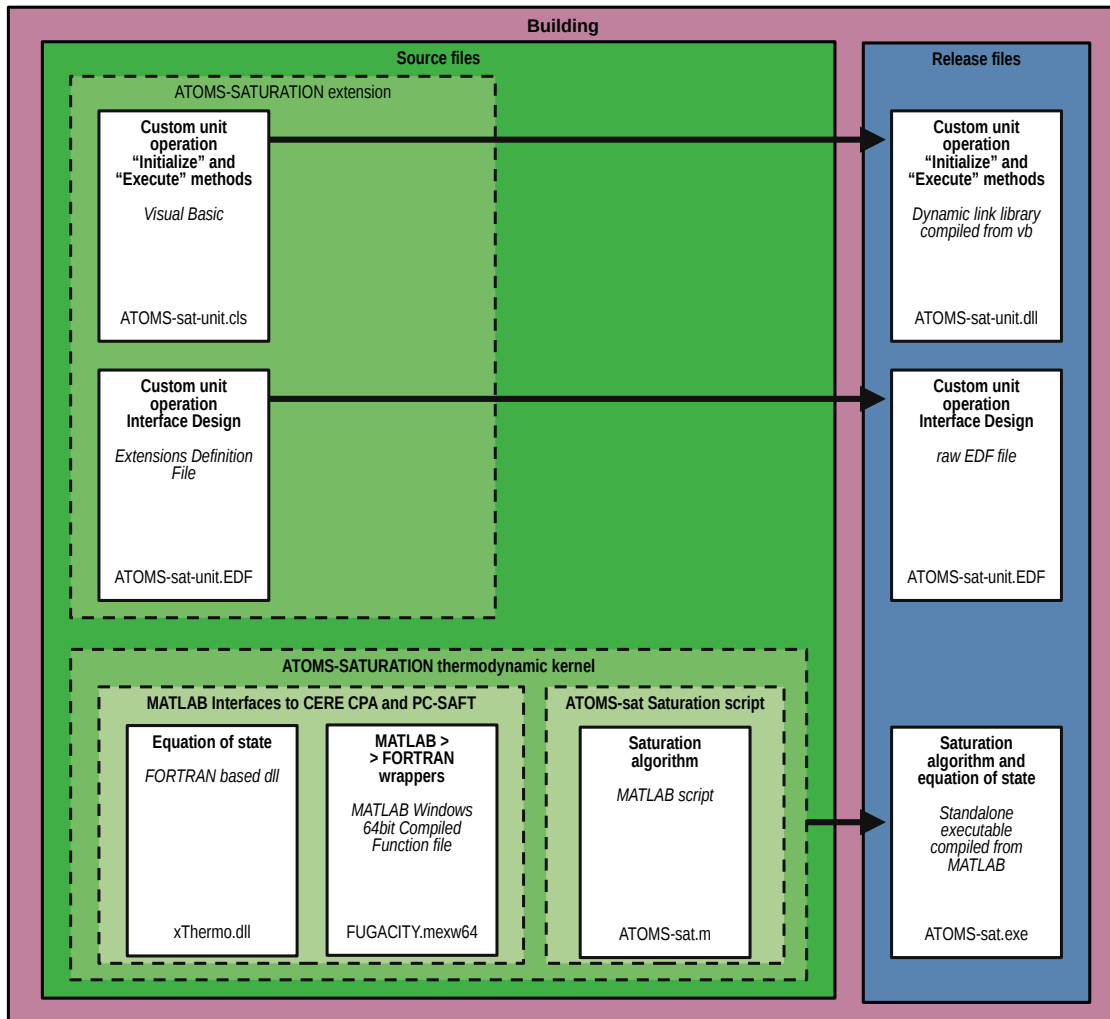 Building
Source files
ATOMS-SATURATION extension
Custom unit
operation
“Initialize” and
“Execute” methods
Visual Basic
ATOMS-sat-unit.cls
Custom unit
operation
Interface Design
Extensions Definition
File
ATOMS-sat-unit.EDF
ATOMS-SATURATION thermodynamic kernel
MATLAB Interfaces to CERE CPA and PC-SAFT
Equation of state
FORTRAN based dll
xThermo.dll
MATLAB >
> FORTRAN
wrappers
MATLAB Windows
64bit Compiled
Function file
FUGACITY.mexw64
ATOMS-sat Saturation script
Saturation
algorithm
MATLAB script
ATOMS-sat.m
Release files
Custom unit
operation
“Initialize” and
“Execute” methods
Dynamic link library
compiled from vb
ATOMS-sat-unit.dll
Custom unit
operation
Interface Design
raw EDF file
ATOMS-sat-unit.EDF
Saturation
algorithm and
equation of state
Standalone
executable
compiled from
MATLAB
ATOMS-sat.exe